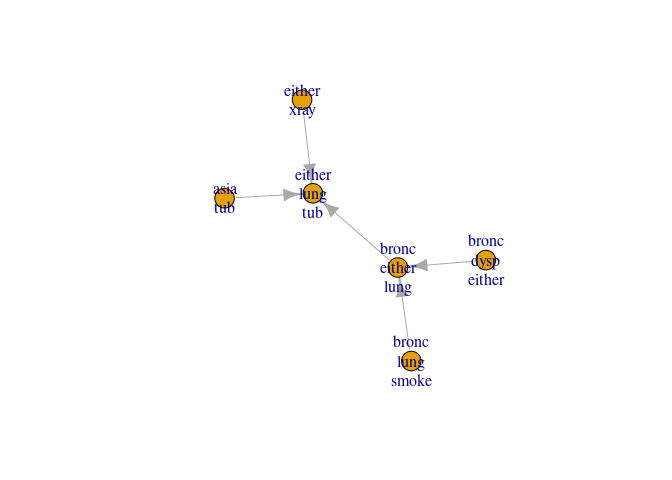 either
xray
either
lung
tub
asia
tub
bronc
either
lung
bronc
dysp
either
bronc
lung
smoke